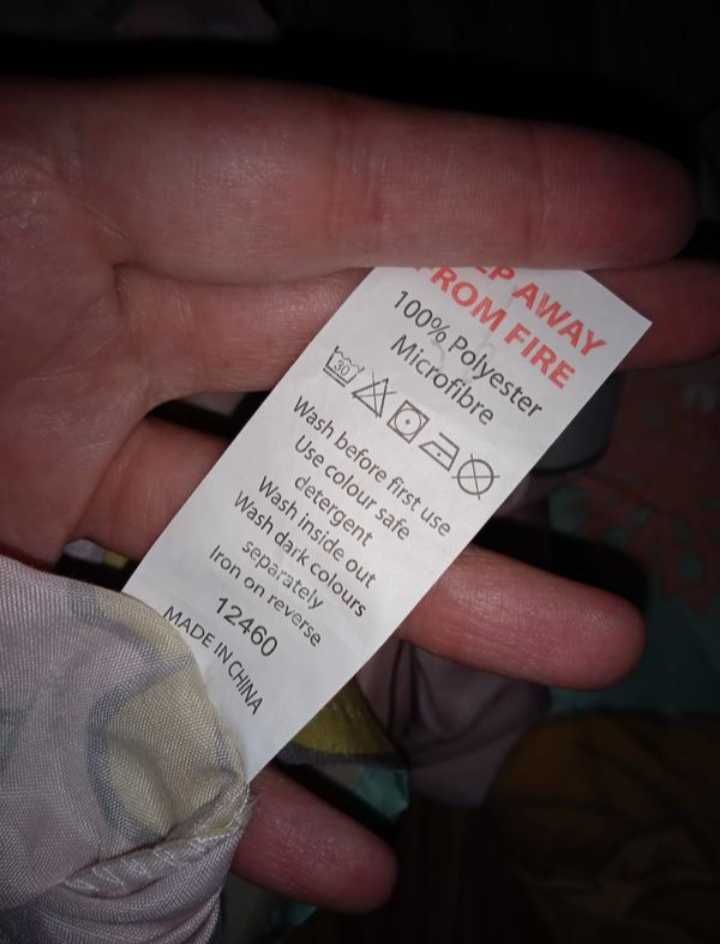 AWAY
FROM FIRE
100% Polyester
Microfibre
30
Wash before first use
Use colour safe
detergent
Wash inside out
Wash dark colours
separately
Iron on reverse
12460
MADE IN CHINA